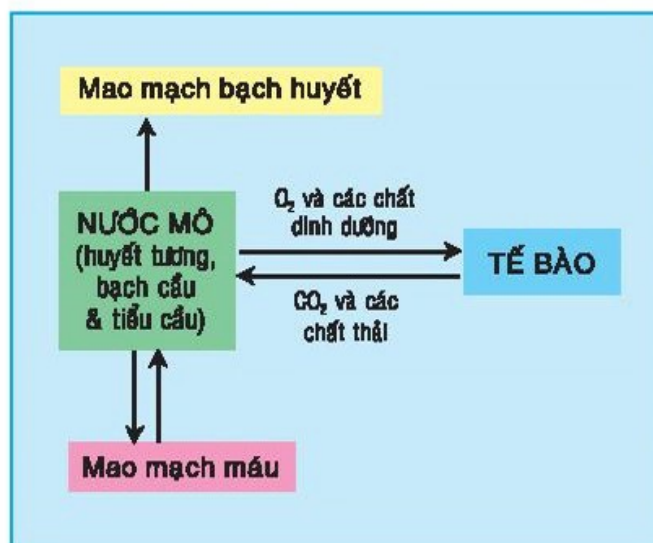 Mao mạch bạch huyết
NƯỚC MÔ
(huyết tương,
bạch cầu
& tiểu cầu)
O₂ và các chất
dinh dưỡng
CO₂ và các
chất thải
TẾ BÀO
Mao mạch máu